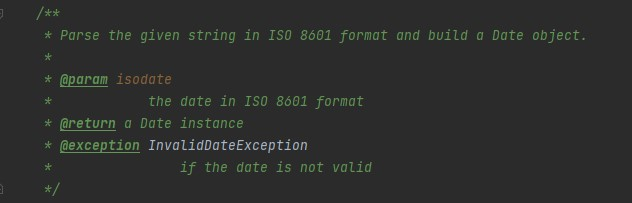 /**
* Parse the given string in ISO 8601 format and build a Date object.
*
* @param isodate
* the date in ISO 8601 format
* @return a Date instance
* @exception InvalidDateException
* if the date is not valid
*/